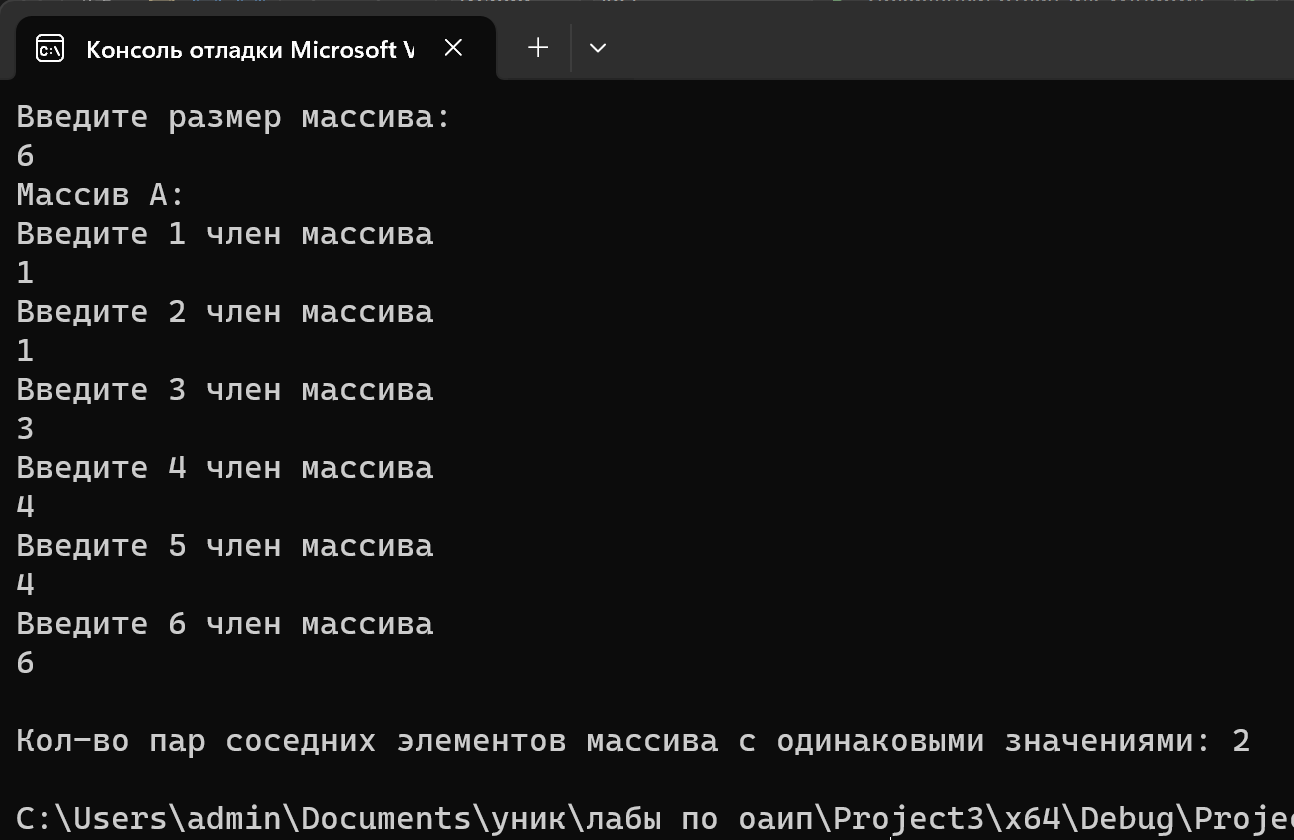 Консоль отладки Microsoft V
Введите размер массива:
6
Массив A:
Введите 1 член массива
1
Введите 2 член массива
1
Введите 3 член массива
3
Введите 4 член массива
4
Введите 5 член массива
4
Введите 6 член массива
6
Кол-во пар соседних элементов массива с одинаковыми значениями: 2
C:\Users\admin\Documents\уник\лабы по оаип\Project3\x64\Debug\Projec